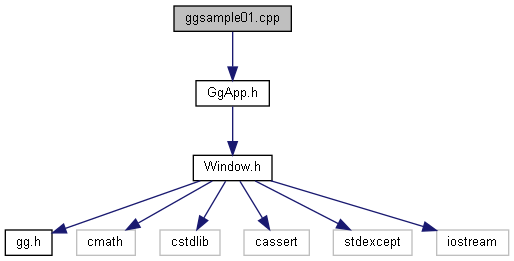 ggsample01.cpp
GgApp.h
Window.h
gg.h
cmath
cstdlib
cassert
stdexcept
iostream